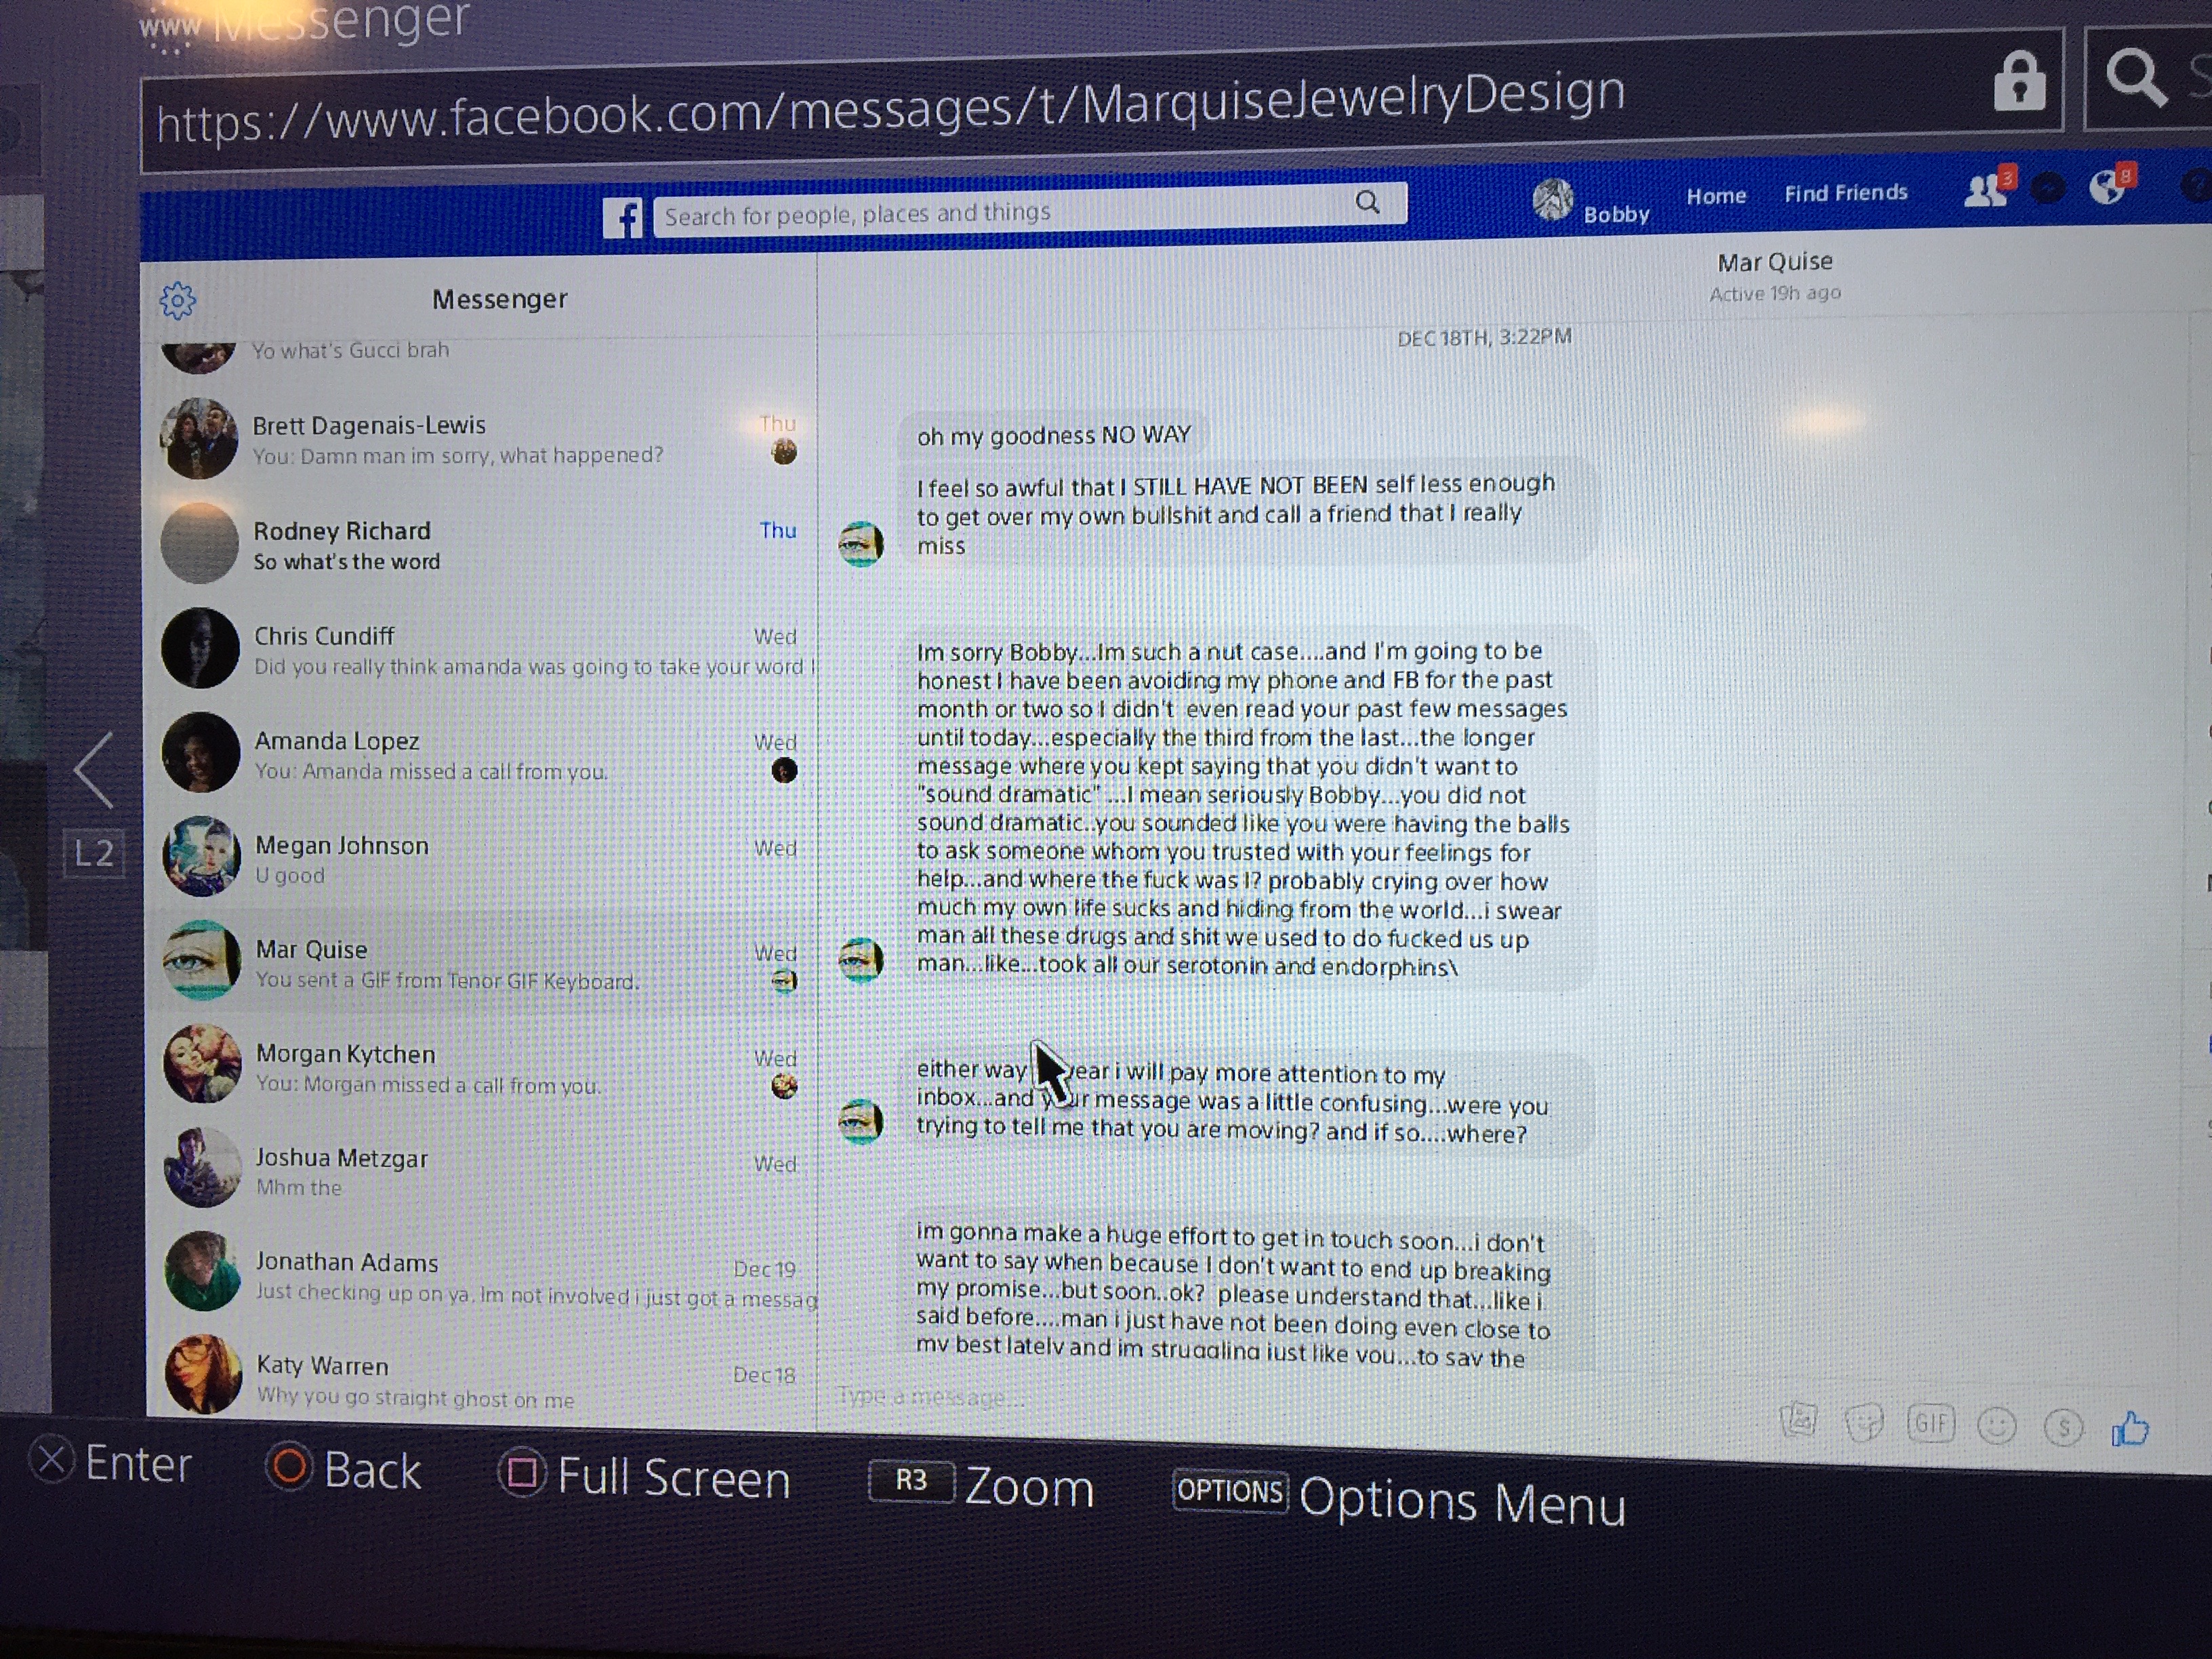 www Messenger
https://www.facebook.com/messages/t/MarquiseJewelryDesign
S
f
Search for people, places and things
Bobby
Home
Find Friends
3
8
Messenger
Yo what's Gucci brah
Brett Dagenais-Lewis
Thu
You: Damn man im sorry, what happened?
Rodney Richard
Thu
So what's the word
Chris Cundiff
Wed
Did you really think amanda was going to take your word
Amanda Lopez
Wed
You: Amanda missed a call from you.
Megan Johnson
Wed
U good
Mar Quise
Wed
You sent a GIF from Tenor GIF Keyboard.
Morgan Kytchen
Wed
You: Morgan missed a call from you.
Joshua Metzgar
Wed
Mhm the
Jonathan Adams
Dec 19
Just checking up on ya. Im not involved i just got a messag
Katy Warren
Dec 18
Why you go straight ghost on me
Mar Quise
Active 19h ago
DEC 18TH, 3:22PM
oh my goodness NO WAY
I feel so awful that I STILL HAVE NOT BEEN self less enough
to get over my own bullshit and call a friend that I really
miss
Im sorry Bobby...Im such a nut case....and I'm going to be
honest I have been avoiding my phone and FB for the past
month or two so I didn't even read your past few messages
until today...especially the third from the last...the longer
message where you kept saying that you didn't want to
"sound dramatic" ...I mean seriously Bobby...you did not
sound dramatic..you sounded like you were having the balls
to ask someone whom you trusted with your feelings for
help...and where the fuck was I? probably crying over how
much my own life sucks and hiding from the world...i swear
man all these drugs and shit we used to do fucked us up
man...like...took all our serotonin and endorphins\
either way ear i will pay more attention to my
inbox...and y ur message was a little confusing...were you
trying to tell me that you are moving? and if so....where?
im gonna make a huge effort to get in touch soon...i don't
want to say when because I don't want to end up breaking
my promise...but soon..ok? please understand that...like i
said before....man i just have not been doing even close to
my best lately and im struggling just like you...to say the
Type a message...
GIF
$
L2
Enter
Back
Full Screen
R3 Zoom
OPTIONS Options Menu